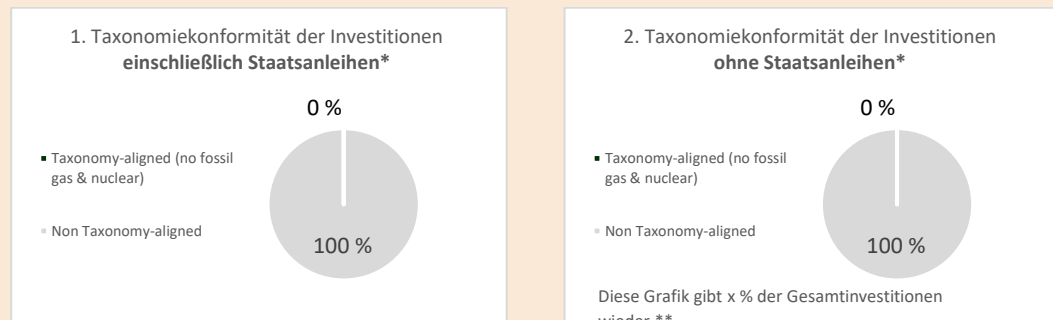 1. Taxonomiekonformität der Investitionen
einschließlich Staatsanleihen*
0 %
Taxonomy-aligned (no fossil
gas & nuclear)
Non Taxonomy-aligned
100 %
2. Taxonomiekonformität der Investitionen
ohne Staatsanleihen*
0 %
Taxonomy-aligned (no fossil
gas & nuclear)
Non Taxonomy-aligned
100 %
Diese Grafik gibt x % der Gesamtinvestitionen
wieder.**